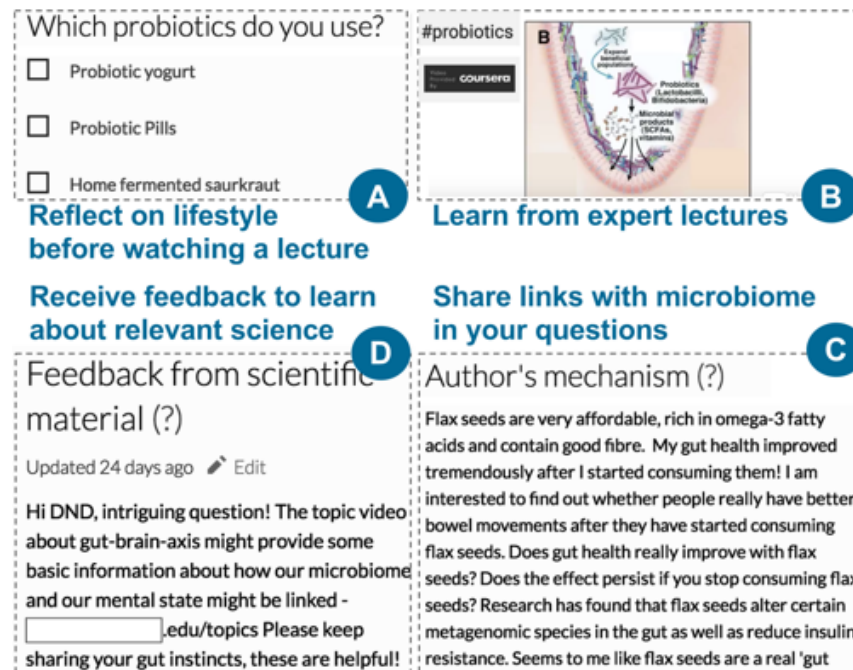 Which probiotics do you use?
Probiotic yogurt
Probiotic Pills
Home fermented saurkraut
A
Reflect on lifestyle
before watching a lecture
#probiotics
coursera
B
Expand
beneficial
populations
Probiotics
(Lactobacilli,
Bifidobacteria)
Microbial
products
(SCFAs,
vitamins)
B
Learn from expert lectures
Receive feedback to learn
about relevant science
D
Feedback from scientific
material (?)
Updated 24 days ago Edit
Hi DND, intriguing question! The topic video
about gut-brain-axis might provide some
basic information about how our microbiome
and our mental state might be linked -
.edu/topics Please keep
sharing your gut instincts, these are helpful!
Share links with microbiome
in your questions
C
Author's mechanism (?)
Flax seeds are very affordable, rich in omega-3 fatty
acids and contain good fibre. My gut health improved
tremendously after I started consuming them! I am
interested to find out whether people really have better
bowel movements after they have started consuming
flax seeds. Does gut health really improve with flax
seeds? Does the effect persist if you stop consuming flax
seeds? Research has found that flax seeds alter certain
metagenomic species in the gut as well as reduce insulin
resistance. Seems to me like flax seeds are a real 'gut